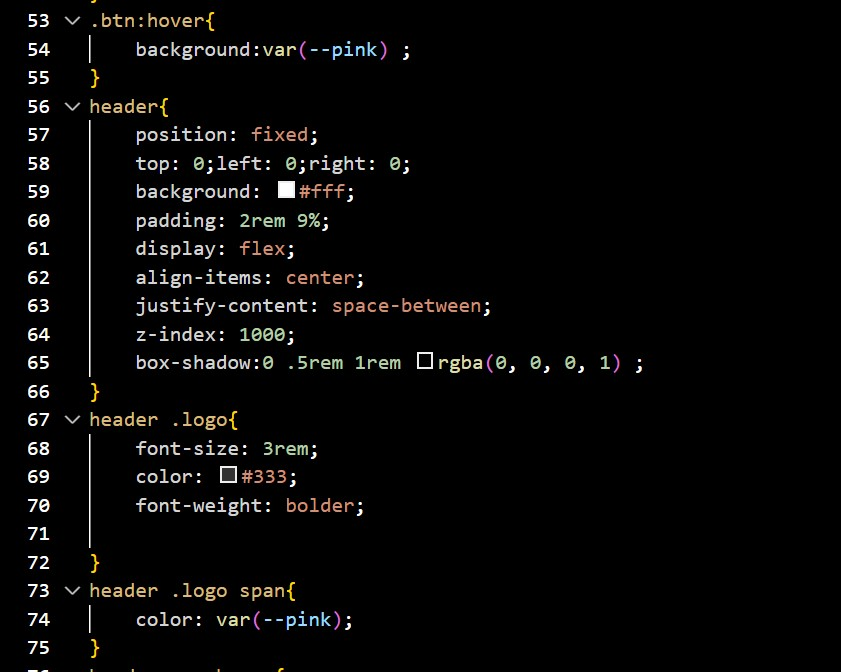 53 .btn:hover{
54 background:var(--pink) ;
55 }
56 header{
57 position: fixed;
58 top: 0;left: 0;right: 0;
59 background: #fff;
60 padding: 2rem 9%;
61 display: flex;
62 align-items: center;
63 justify-content: space-between;
64 z-index: 1000;
65 box-shadow:0 .5rem 1rem rgba(0, 0, 0, 1) ;
66 }
67 header .logo{
68 font-size: 3rem;
69 color: #333;
70 font-weight: bolder;
71
72 }
73 header .logo span{
74 color: var(--pink);
75 }